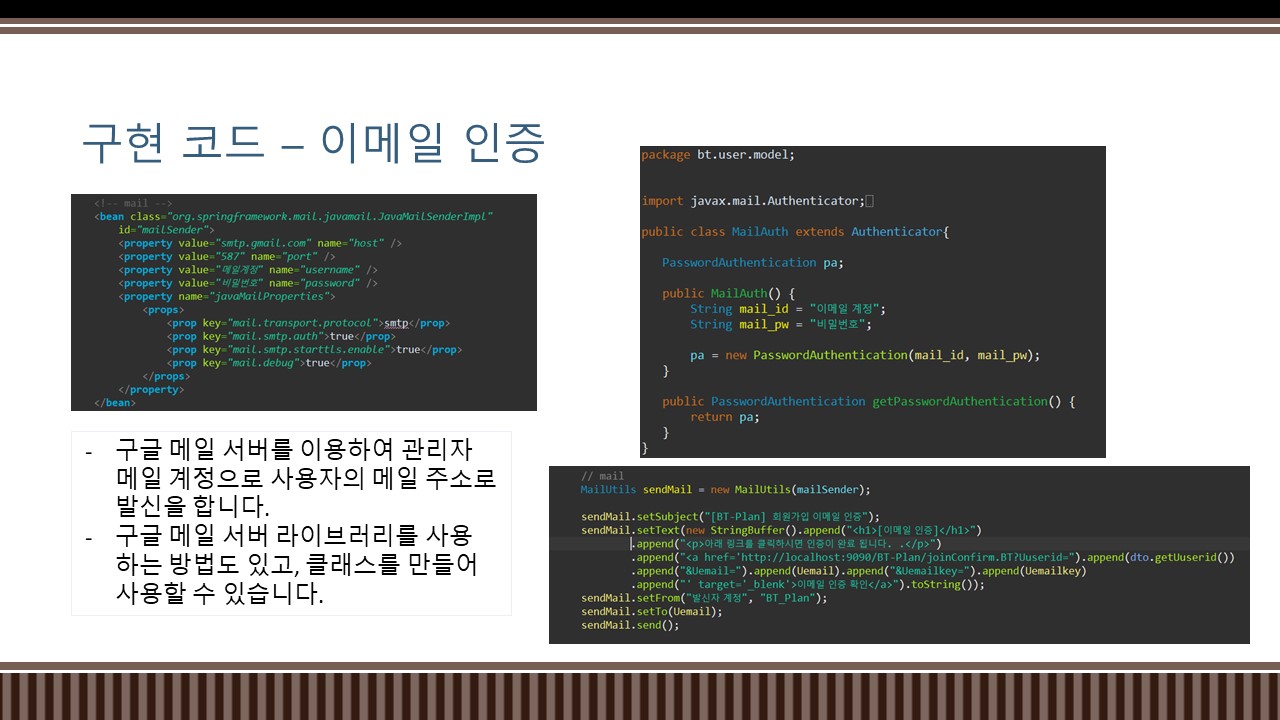 구현 코드 – 이메일 인증
<!-- mail -->
<bean class="org.springframework.mail.javamail.JavaMailSenderImpl"
id="mailSender">
<property value="smtp.gmail.com" name="host" />
<property value="587" name="port" />
<property value="메일계정" name="username" />
<property value="비밀번호" name="password" />
<property name="javaMailProperties">
<props>
<prop key="mail.transport.protocol">smtp</prop>
<prop key="mail.smtp.auth">true</prop>
<prop key="mail.smtp.starttls.enable">true</prop>
<prop key="mail.debug">true</prop>
</props>
</property>
</bean>
- 구글 메일 서버를 이용하여 관리자
메일 계정으로 사용자의 메일 주소로
발신을 합니다.
- 구글 메일 서버 라이브러리를 사용
하는 방법도 있고, 클래스를 만들어
사용할 수 있습니다.
package bt.user.model;
import javax.mail.Authenticator;
public class MailAuth extends Authenticator{
PasswordAuthentication pa;
public MailAuth() {
String mail_id = "이메일 계정";
String mail_pw = "비밀번호";
pa = new PasswordAuthentication(mail_id, mail_pw);
}
public PasswordAuthentication getPasswordAuthentication() {
return pa;
}
}
// mail
MailUtils sendMail = new MailUtils(mailSender);
sendMail.setSubject("[BT-Plan] 회원가입 이메일 인증");
sendMail.setText(new StringBuffer().append("<h1>[이메일 인증]</h1>")
.append("<p>아래 링크를 클릭하시면 인증이 완료 됩니다. .</p>")
.append("<a href='http://localhost:9090/BT-Plan/joinConfirm.BT?Uuserid=").append(dto.getUuserid())
.append("&Uemail=").append(Uemail).append("&Uemailkey=").append(Uemailkey)
.append("' target='_blenk'>이메일 인증 확인</a>").toString());
sendMail.setFrom("발신자 계정", "BT_Plan");
sendMail.setTo(Uemail);
sendMail.send();